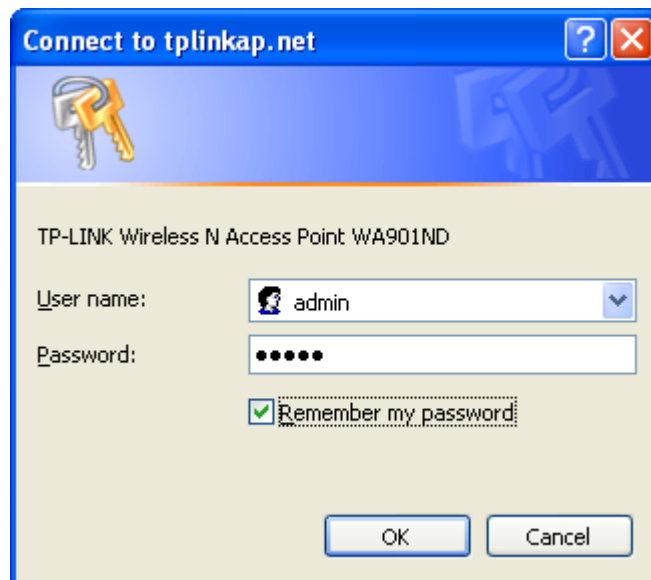 Connect to tplinkap.net
TP-LINK Wireless N Access Point WA901ND
User name:
admin
Password:
●●●●●
Remember my password
OK
Cancel